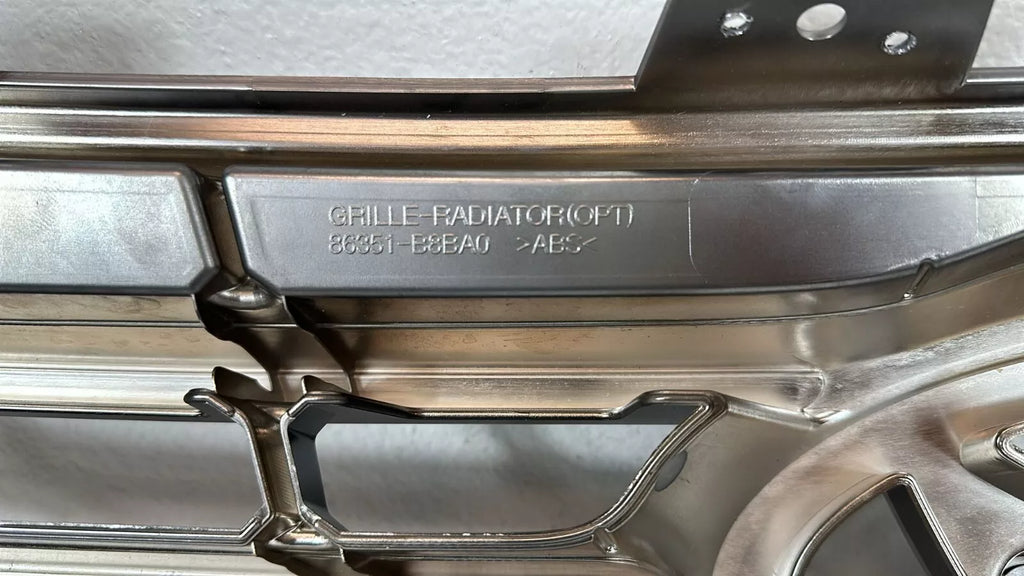 GRILLE-RADIATOR(OPT)
86351-B8BA0 >ABS<